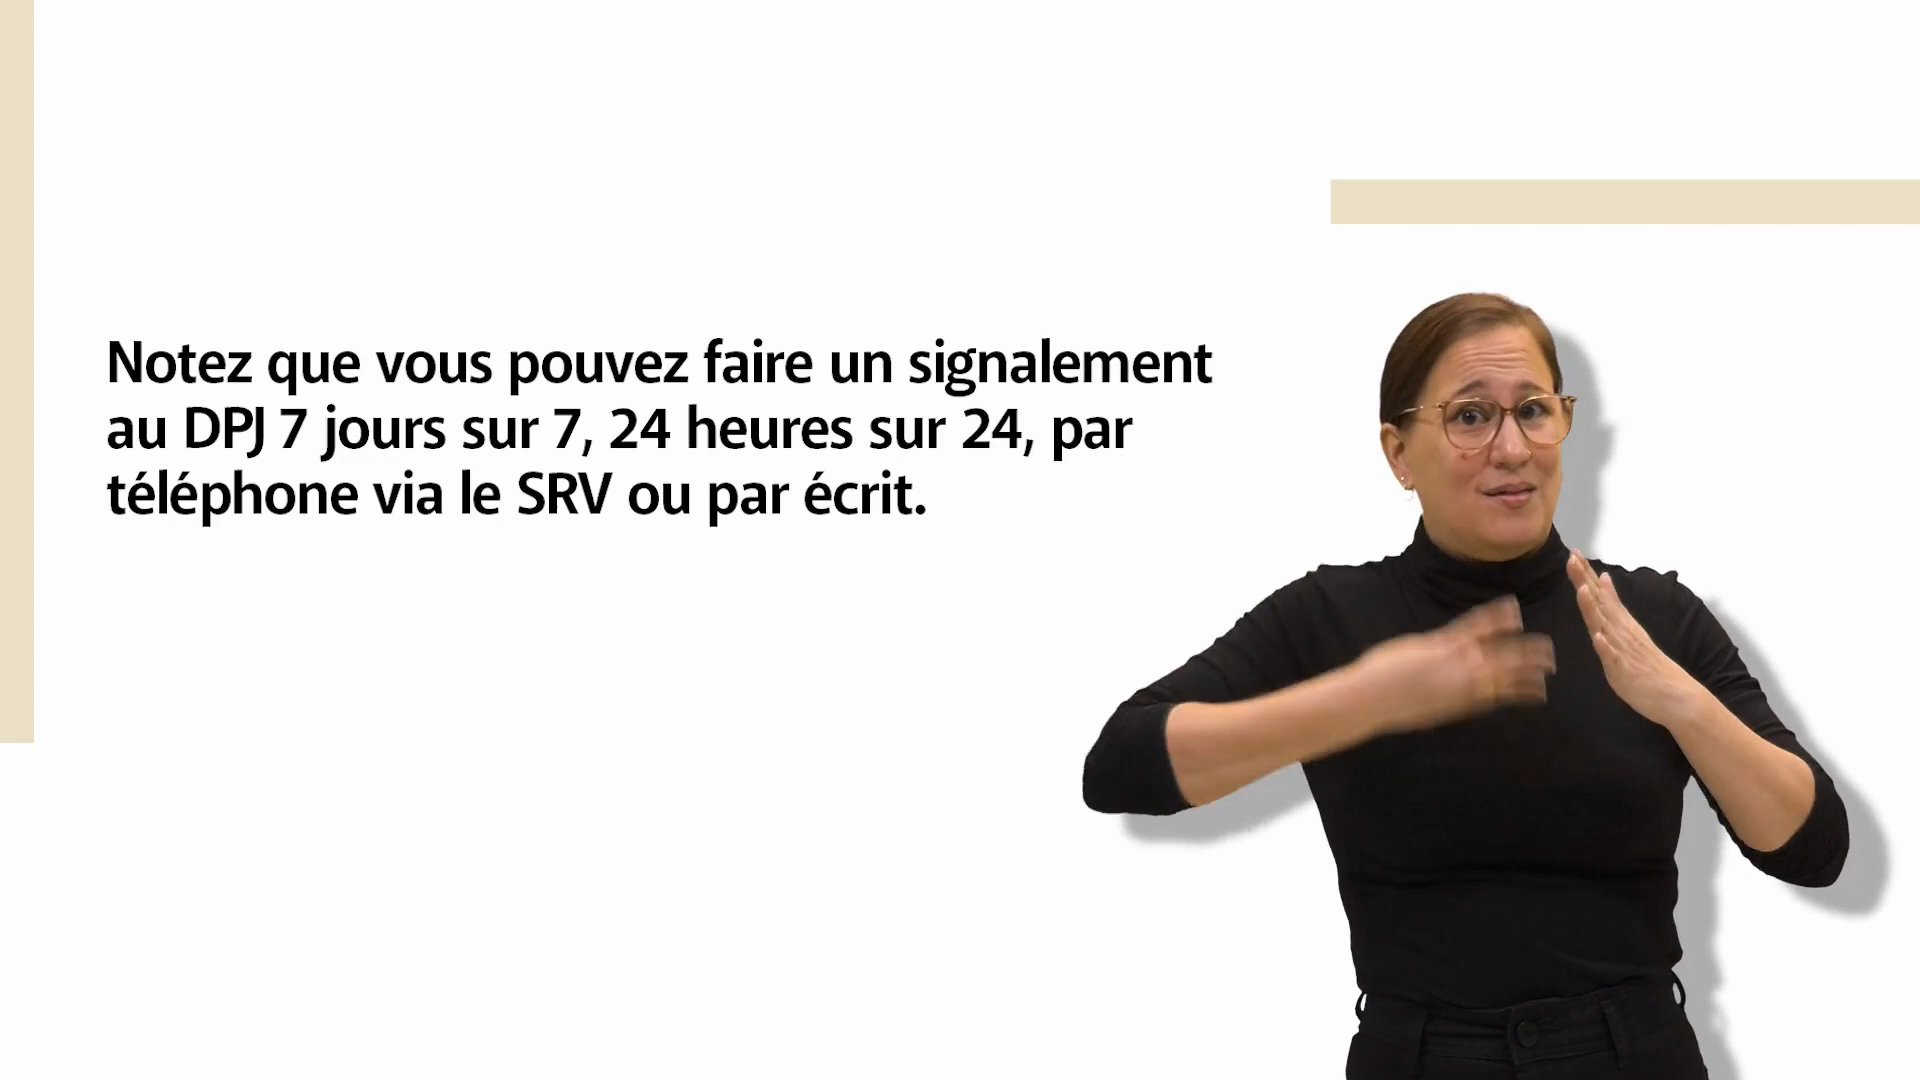 Notez que vous pouvez faire un signalement
au DPJ 7 jours sur 7, 24 heures sur 24, par
téléphone via le SRV ou par écrit.